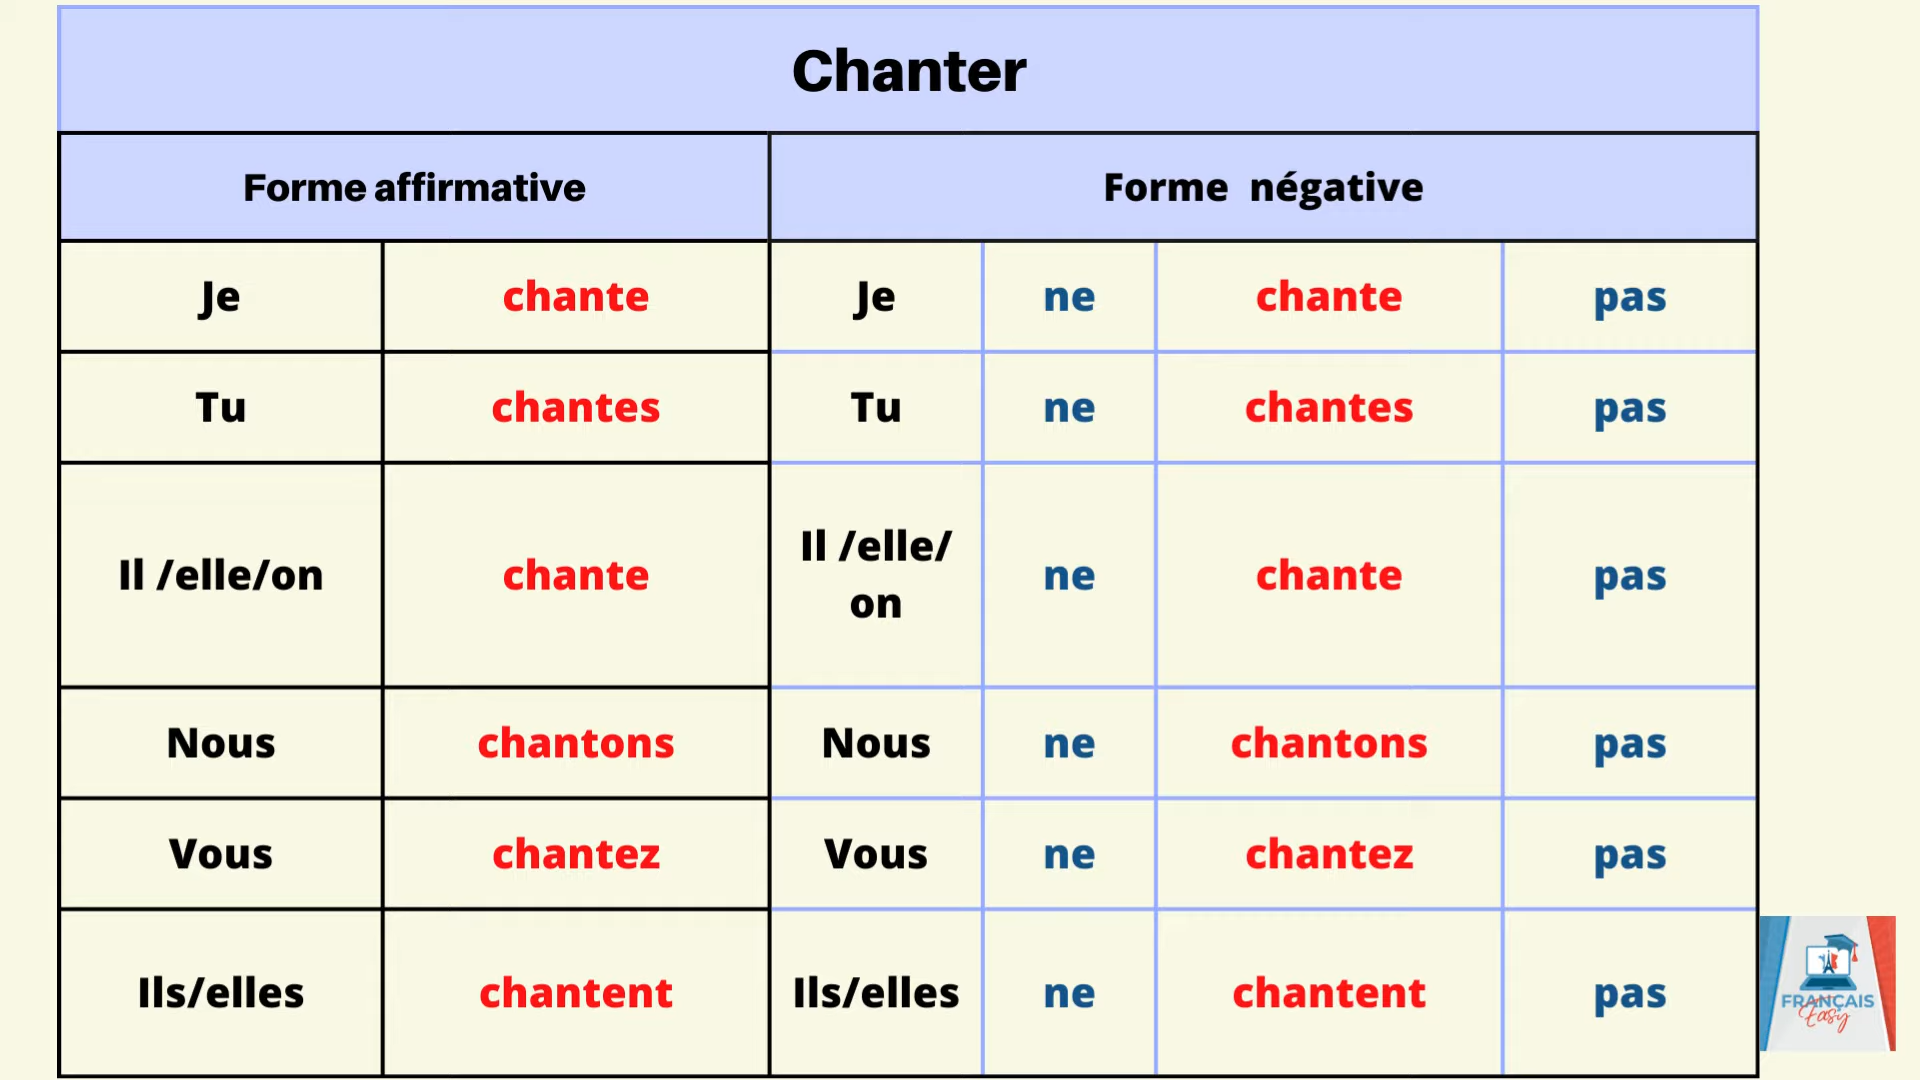 Chanter
Forme affirmative Forme négative
Je chante Je ne chante pas
Tu chantes Tu ne chantes pas
Il /elle/on chante Il /elle/
on ne chante pas
Nous chantons Nous ne chantons pas
Vous chantez Vous ne chantez pas
Ils/elles chantent Ils/elles ne chantent pas
FRANÇAIS
Easy